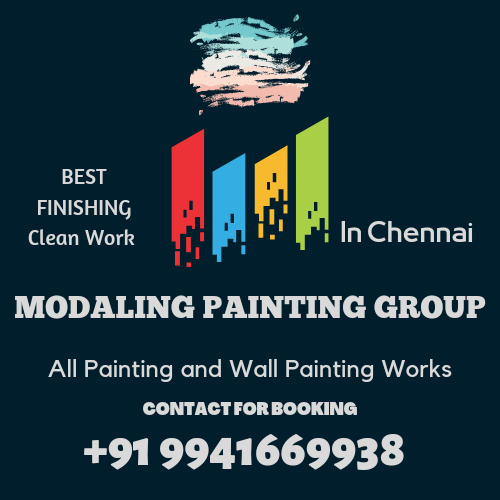 BEST
FINISHING
Clean Work
In Chennai
MODALING PAINTING GROUP
All Painting and Wall Painting Works
CONTACT FOR BOOKING
+91 9941669938